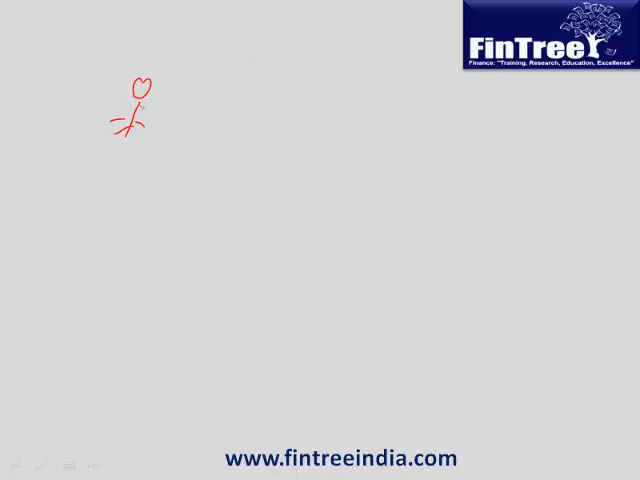 FinTree
Finance: "Training, Research, Education, Excellence"
www.fintreeindia.com